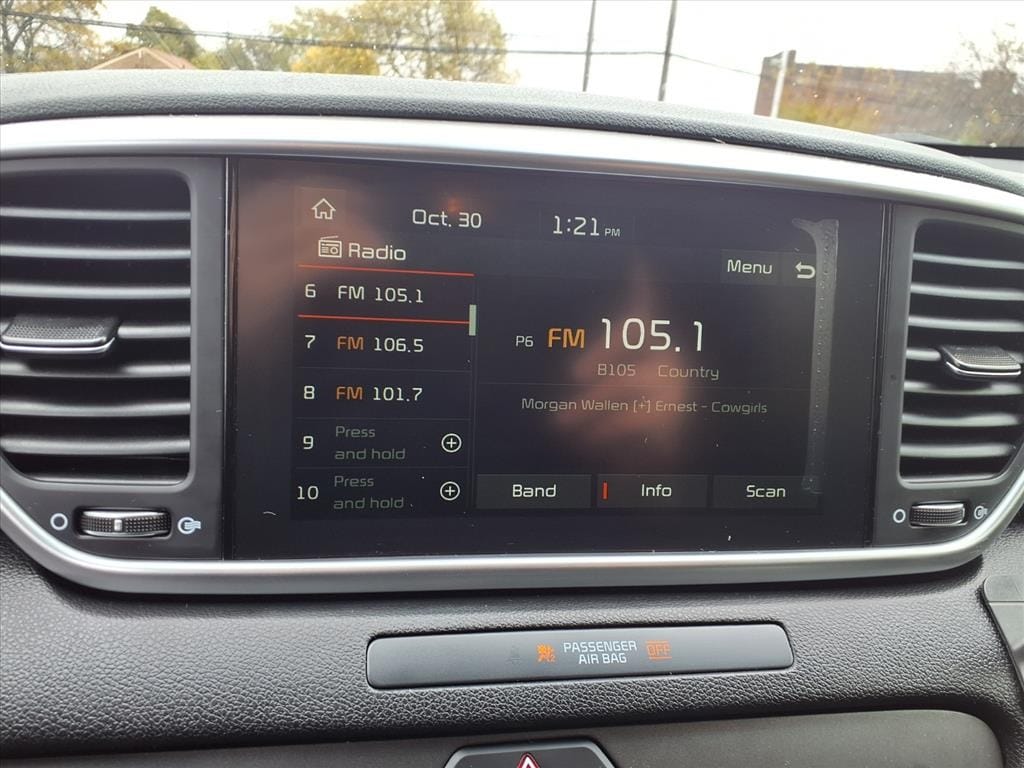 Oct. 30
1:21 PM
Radio
Menu
6 FM 105.1
7 FM 106.5
8 FM 101.7
9 Press and hold
10 Press and hold
P6 FM 105.1
B105 Country
Morgan Wallen [+] Ernest - Cowgirls
Band
Info
Scan
PASSENGER
AIR BAG
OFF